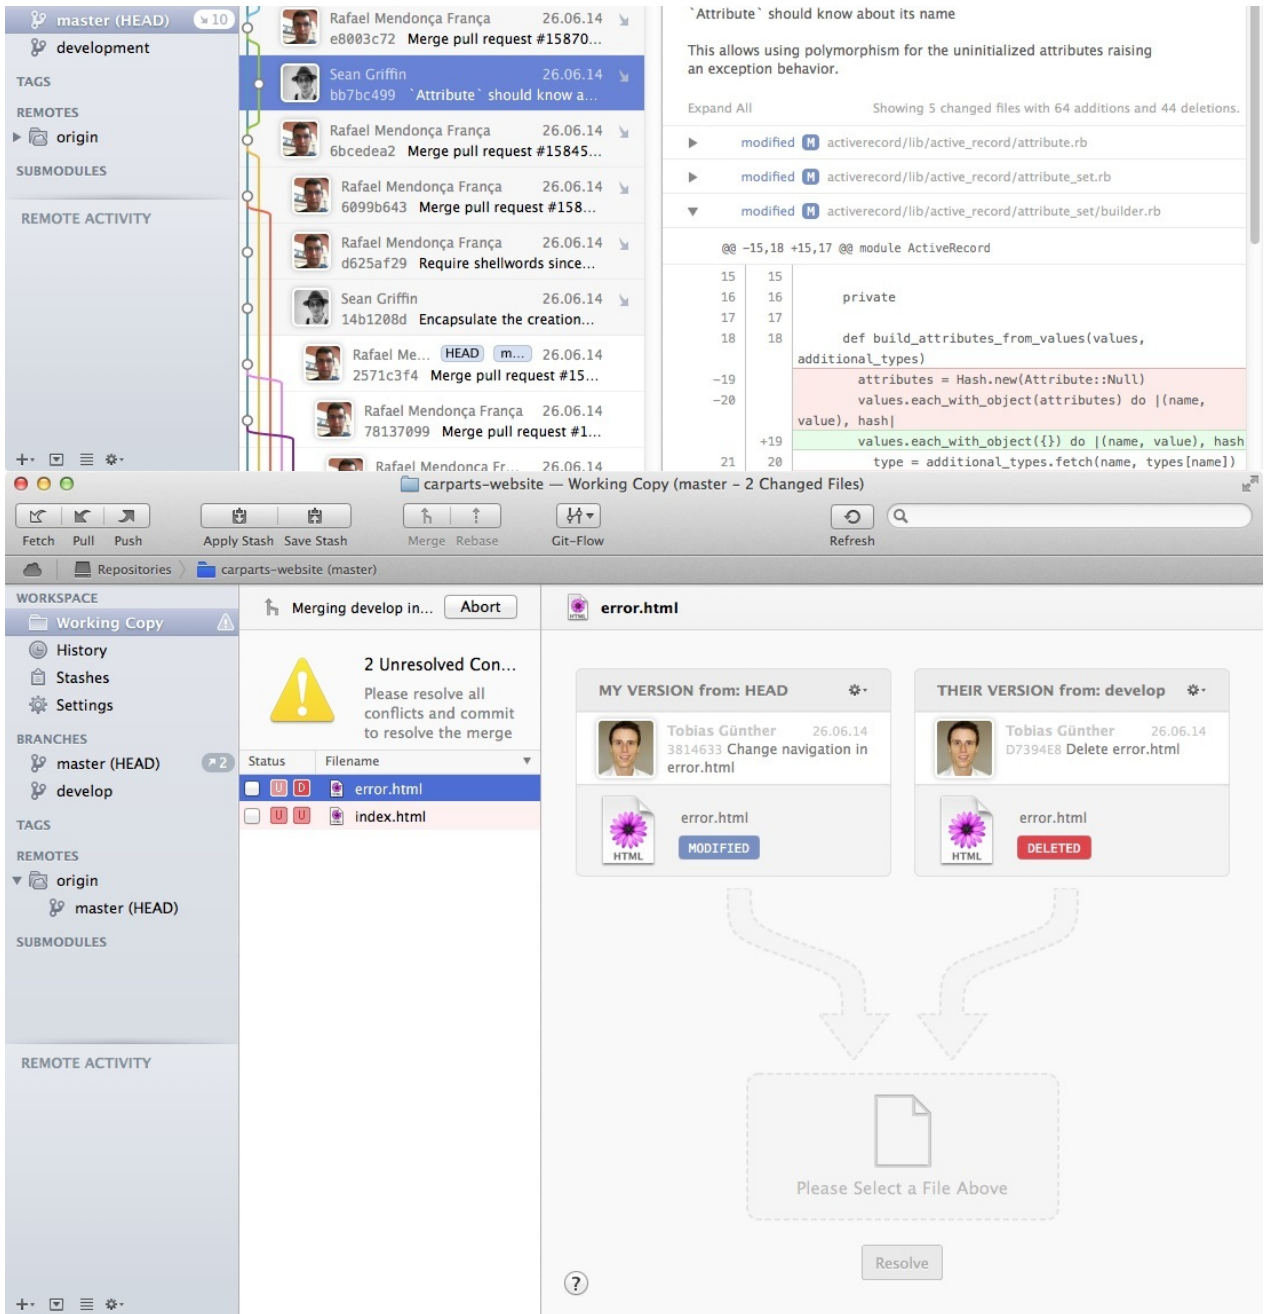 master (HEAD) 10
development
TAGS
REMOTES
origin
SUBMODULES
REMOTE ACTIVITY
Rafael Mendonça França 26.06.14
e8003c72 Merge pull request #15870...
Sean Griffin 26.06.14
bb7bc499 `Attribute` should know a...
Rafael Mendonça França 26.06.14
6bcedea2 Merge pull request #15845...
Rafael Mendonça França 26.06.14
6099b643 Merge pull request #158...
Rafael Mendonça França 26.06.14
d625af29 Require shellwords since...
Sean Griffin 26.06.14
14b1208d Encapsulate the creation...
Rafael Me... HEAD m... 26.06.14
2571c3f4 Merge pull request #15...
Rafael Mendonça França 26.06.14
78137099 Merge pull request #1...
Rafael Mendonça Fr... 26.06.14
`Attribute` should know about its name
This allows using polymorphism for the uninitialized attributes raising
an exception behavior.
Expand All Showing 5 changed files with 64 additions and 44 deletions.
modified M activerecord/lib/active_record/attribute.rb
modified M activerecord/lib/active_record/attribute_set.rb
modified M activerecord/lib/active_record/attribute_set/builder.rb
@@ -15,18 +15,17 @@ module ActiveRecord
15 15
16 16 private
17 17
18 18 def build_attributes_from_values(values,
additional_types)
-19 attributes = Hash.new(Attribute::Null)
-20 values.each_with_object(attributes) do |(name,
value), hash|
+19 values.each_with_object({}) do |(name, value), hash
21 20 type = additional_types.fetch(name, types[name])
carparts-website — Working Copy (master – 2 Changed Files)
Fetch Pull Push Apply Stash Save Stash Merge Rebase Git-Flow Refresh
Repositories carparts-website (master)
WORKSPACE
Working Copy
History
Stashes
Settings
BRANCHES
master (HEAD) 2
develop
TAGS
REMOTES
origin
master (HEAD)
SUBMODULES
REMOTE ACTIVITY
Merging develop in... Abort
2 Unresolved Con...
Please resolve all
conflicts and commit
to resolve the merge
Status Filename
U D error.html
U U index.html
error.html
MY VERSION from: HEAD
Tobias Günther 26.06.14
3814633 Change navigation in
error.html
HTML
error.html
MODIFIED
THEIR VERSION from: develop
Tobias Günther 26.06.14
D7394E8 Delete error.html
HTML
error.html
DELETED
Please Select a File Above
Resolve
?